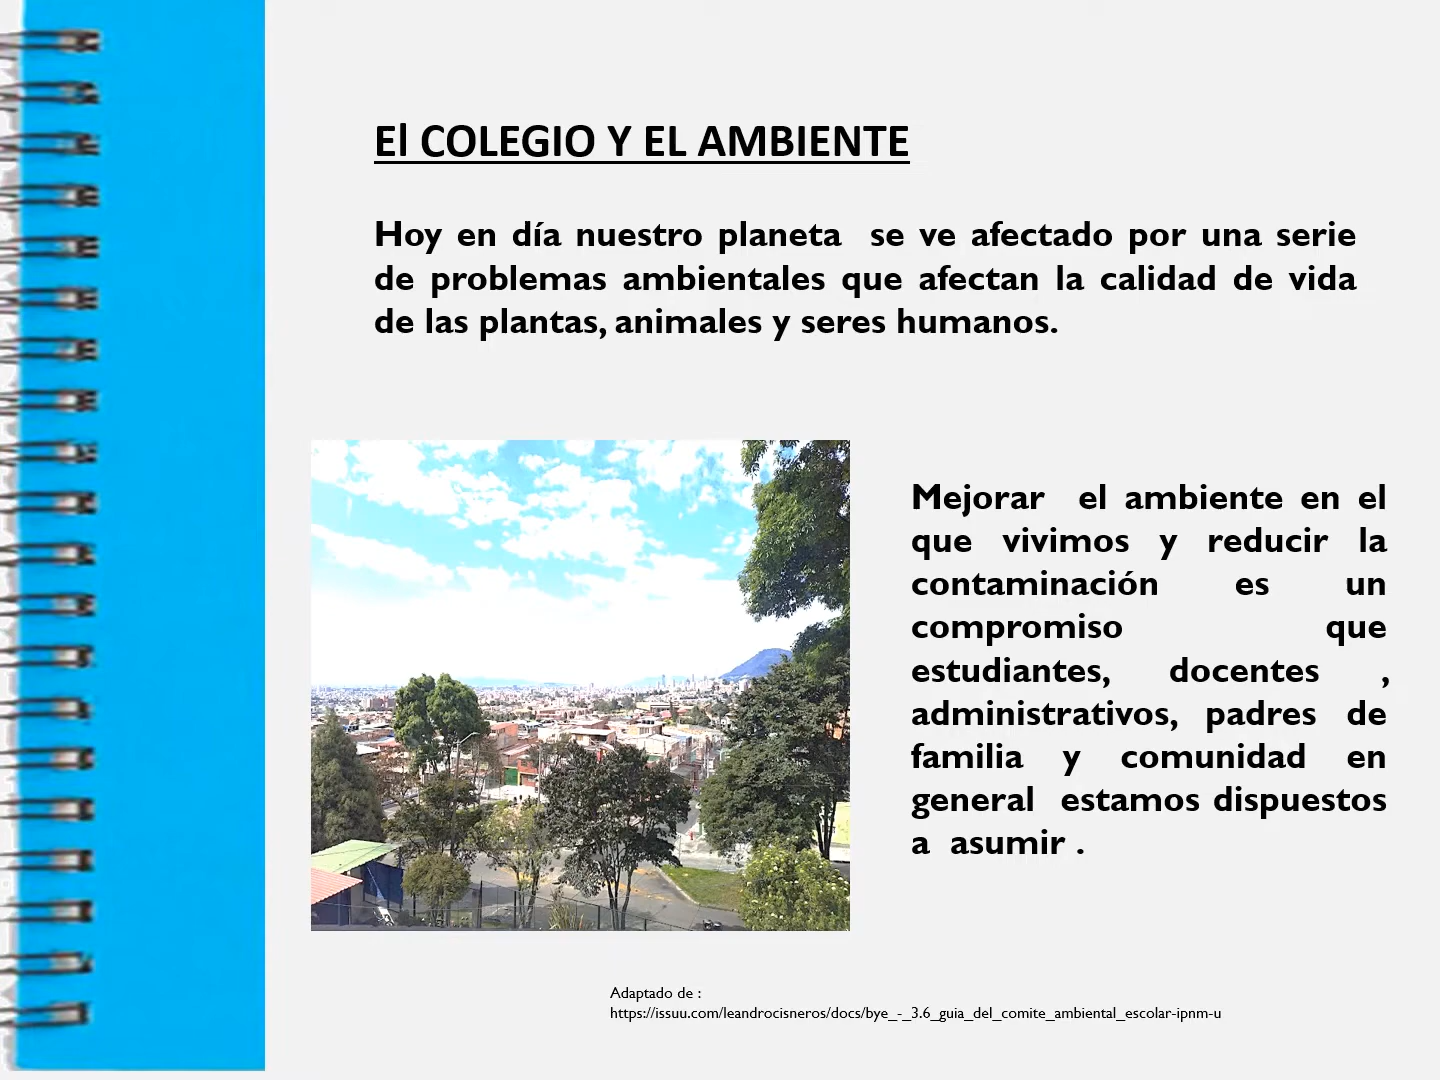 El COLEGIO Y EL AMBIENTE
Hoy en día nuestro planeta se ve afectado por una serie
de problemas ambientales que afectan la calidad de vida
de las plantas, animales y seres humanos.
Mejorar el ambiente en el
que vivimos y reducir la
contaminación es un
compromiso que
estudiantes, docentes ,
administrativos, padres de
familia y comunidad en
general estamos dispuestos
a asumir .
Adaptado de :
https://issuu.com/leandrocisneros/docs/bye_-_3.6_guia_del_comite_ambiental_escolar-ipnm-u